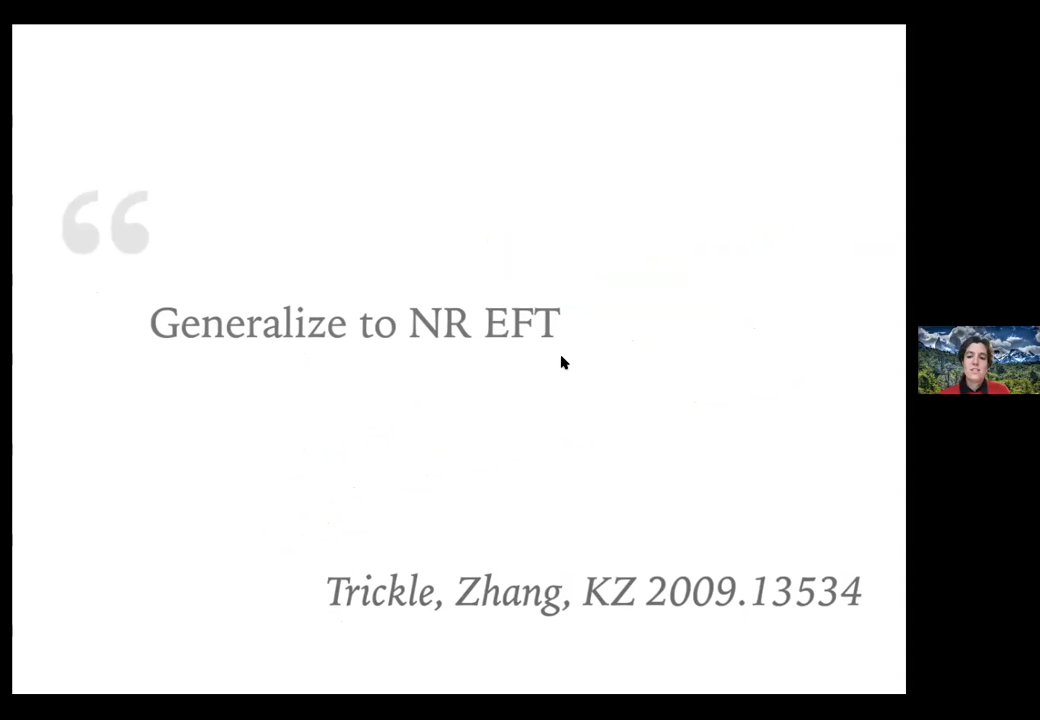 “
Generalize to NR EFT
Trickle, Zhang, KZ 2009.13534